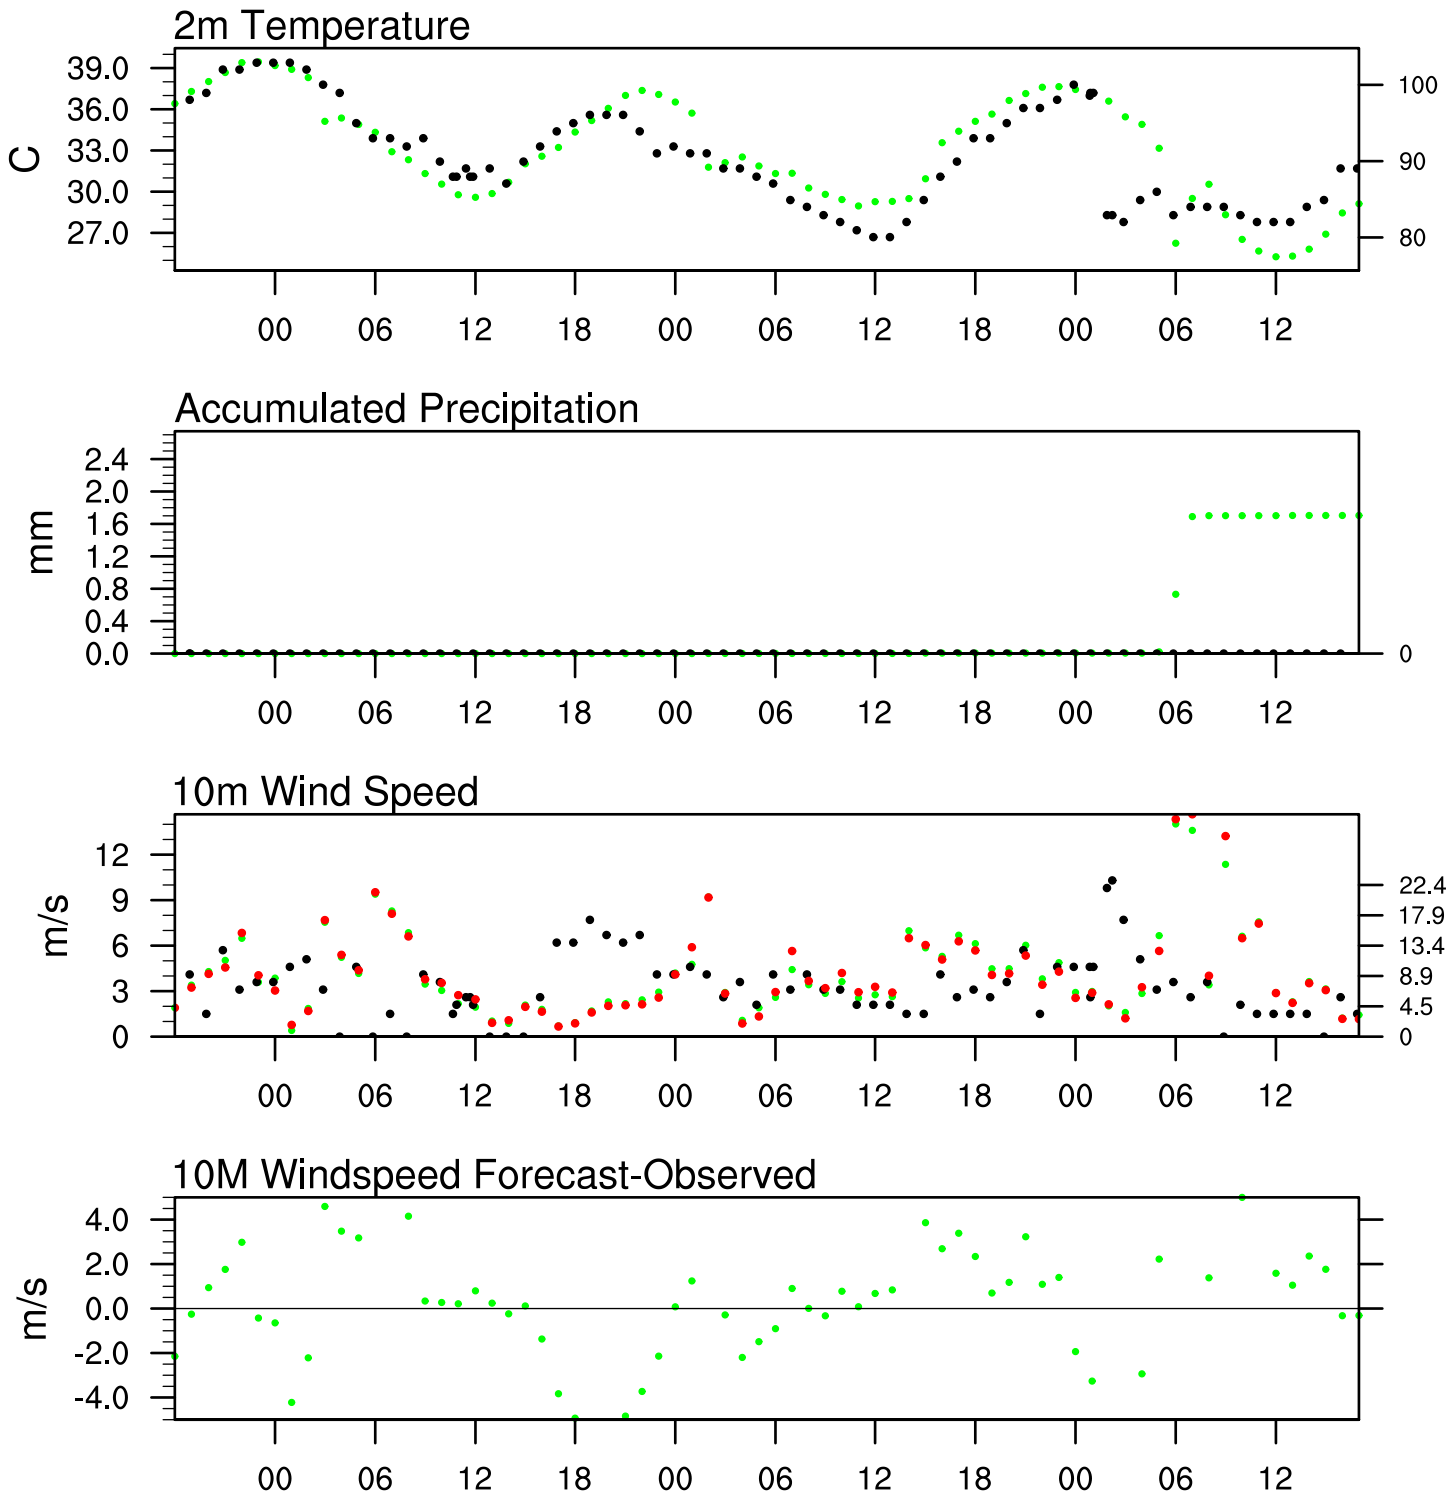 2m Temperature
39.0
36.0
33.0
30.0
27.0
C
100
90
80
00 06 12 18 00 06 12 18 00 06 12
Accumulated Precipitation
2.4
2.0
1.6
1.2
0.8
0.4
0.0
mm
0
00 06 12 18 00 06 12 18 00 06 12
10m Wind Speed
12
9
6
3
0
m/s
22.4
17.9
13.4
8.9
4.5
0
00 06 12 18 00 06 12 18 00 06 12
10M Windspeed Forecast-Observed
4.0
2.0
0.0
-2.0
-4.0
m/s
00 06 12 18 00 06 12 18 00 06 12